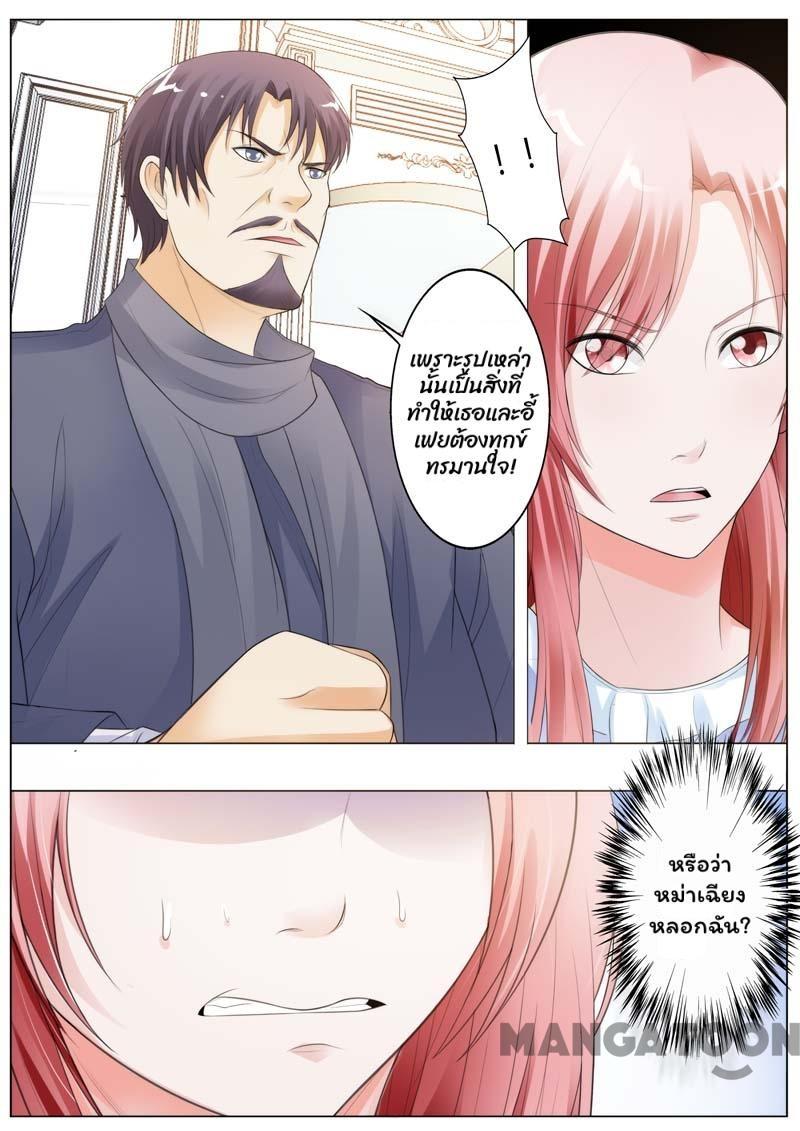 ! !
เพราะรูปเหล่า
นั้นเป็นสิ่งที่
ทำให้เธอและอี้
เฟยต้องทุกข์
ทรมานใจ!
หรือว่า
หม่าเฉียง
หลอกฉัน?
MANGA TOON